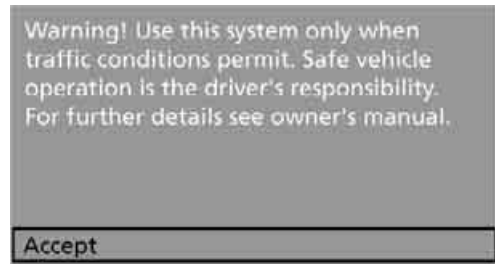 Warning! Use this system only when
traffic conditions permit. Safe vehicle
operation is the driver's responsibility.
For further details see owner's manual.
Accept